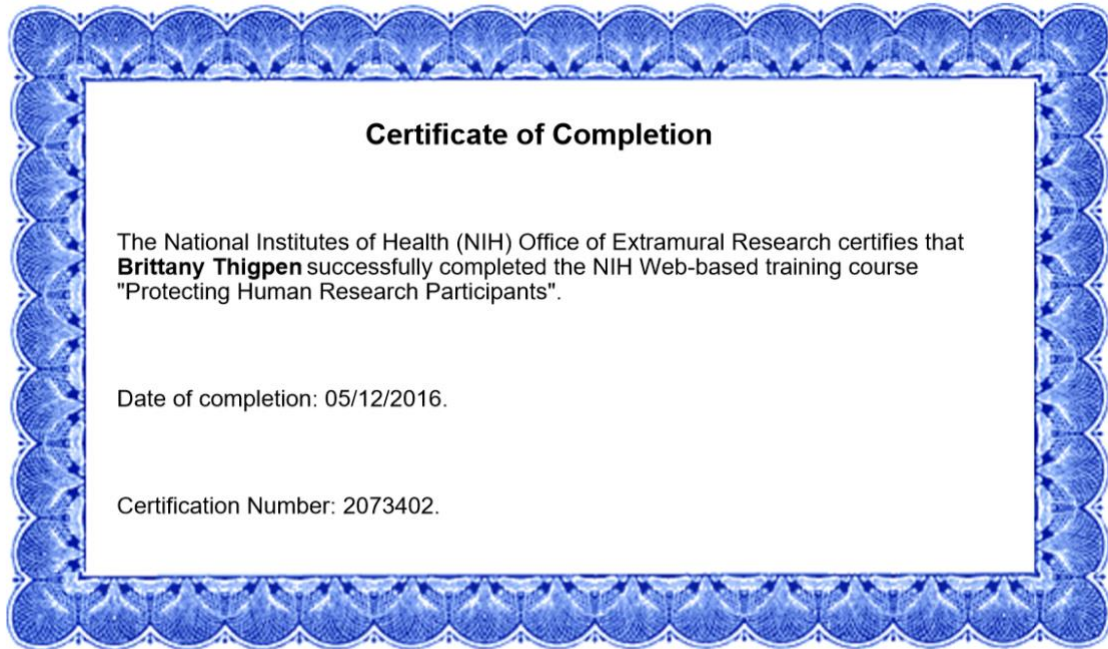 Certificate of Completion
The National Institutes of Health (NIH) Office of Extramural Research certifies that
Brittany Thigpen successfully completed the NIH Web-based training course
"Protecting Human Research Participants".
Date of completion: 05/12/2016.
Certification Number: 2073402.